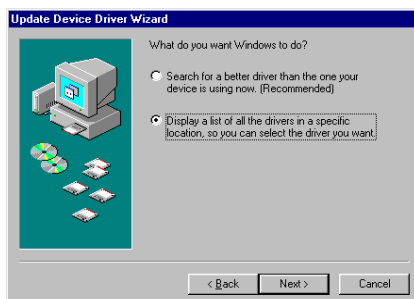 Update Device Driver Wizard
What do you want Windows to do?
Search for a better driver than the one your
device is using now. (Recommended)
Display a list of all the drivers in a specific
location, so you can select the driver you want.
< Back
Next >
Cancel